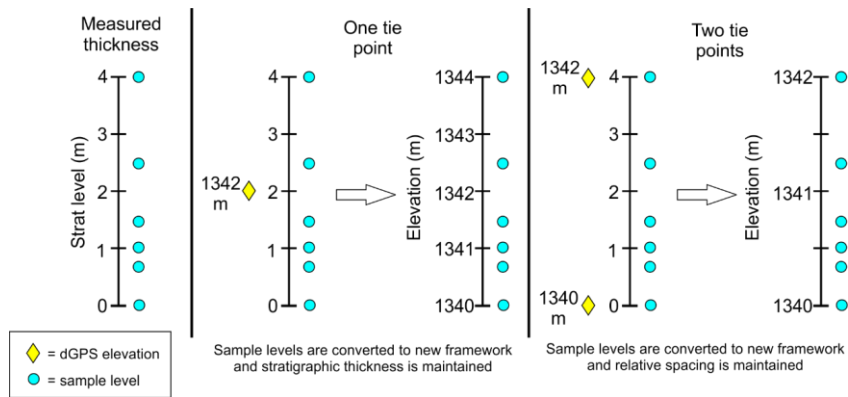 Measured
thickness
Strat level (m)
4
3
2
1
0
One tie
point
1342
m
4
3
2
1
0
Elevation (m)
1344
1343
1342
1341
1340
Sample levels are converted to new framework
and stratigraphic thickness is maintained
Two tie
points
1342
m
1340
m
4
3
2
1
0
Elevation (m)
1342
1341
1340
Sample levels are converted to new framework
and relative spacing is maintained
= dGPS elevation
= sample level